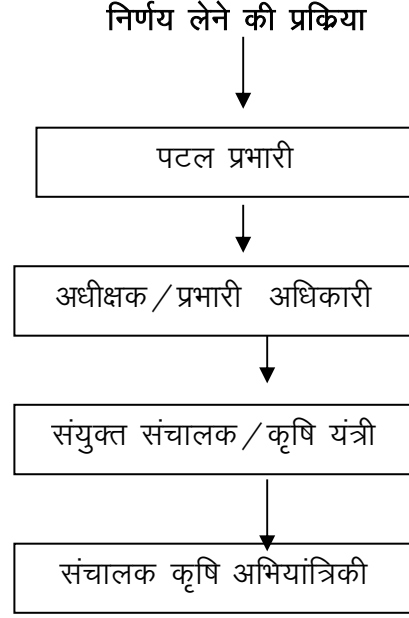 निर्णय लेने की प्रक्रिया
पटल प्रभारी
अधीक्षक/प्रभारी अधिकारी
संयुक्त संचालक/कृषि यंत्री
संचालक कृषि अभियांत्रिकी